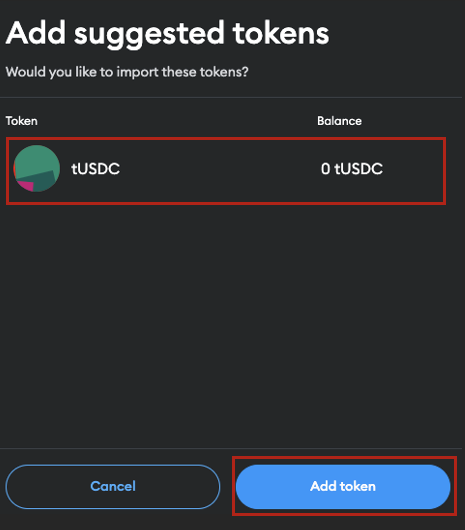 Add suggested tokens
Would you like to import these tokens?
Token Balance
tUSDC 0 tUSDC
Cancel Add token